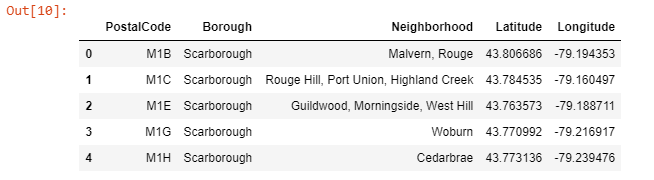 Out[10]:
PostalCode Borough Neighborhood Latitude Longitude
0 M1B Scarborough Malvern, Rouge 43.806686 -79.194353
1 M1C Scarborough Rouge Hill, Port Union, Highland Creek 43.784535 -79.160497
2 M1E Scarborough Guildwood, Morningside, West Hill 43.763573 -79.188711
3 M1G Scarborough Woburn 43.770992 -79.216917
4 M1H Scarborough Cedarbrae 43.773136 -79.239476